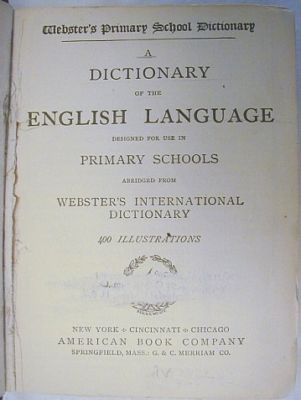 Webster's Primary School Dictionary
A
DICTIONARY
OF THE
ENGLISH LANGUAGE
DESIGNED FOR USE IN
PRIMARY SCHOOLS
ABRIDGED FROM
WEBSTER'S INTERNATIONAL
DICTIONARY
400 ILLUSTRATIONS
NEW YORK · CINCINNATI · CHICAGO
AMERICAN BOOK COMPANY
SPRINGFIELD, MASS.: G. & C. MERRIAM CO.